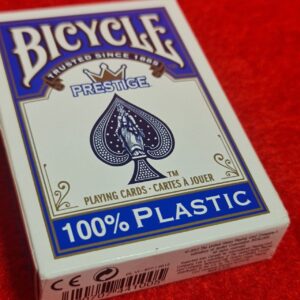 BICYCLE
TRUSTED SINCE 1885
PRESTIGE
TM
PLAYING CARDS · CARTES À JOUER
100% PLASTIC
CE